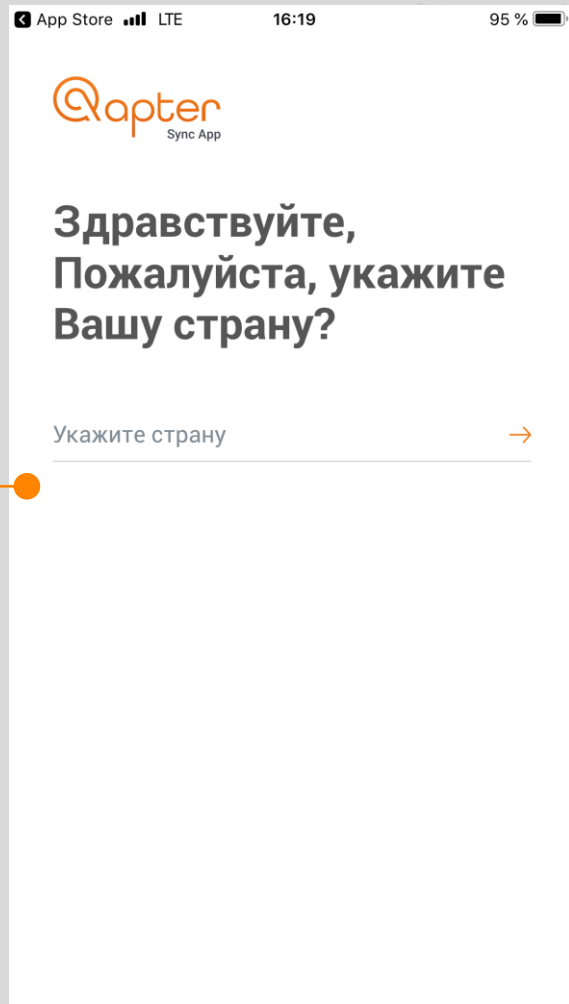 App Store LTE 16:19 95 %
Qapter
Sync App
Здравствуйте,
Пожалуйста, укажите
Вашу страну?
Укажите страну